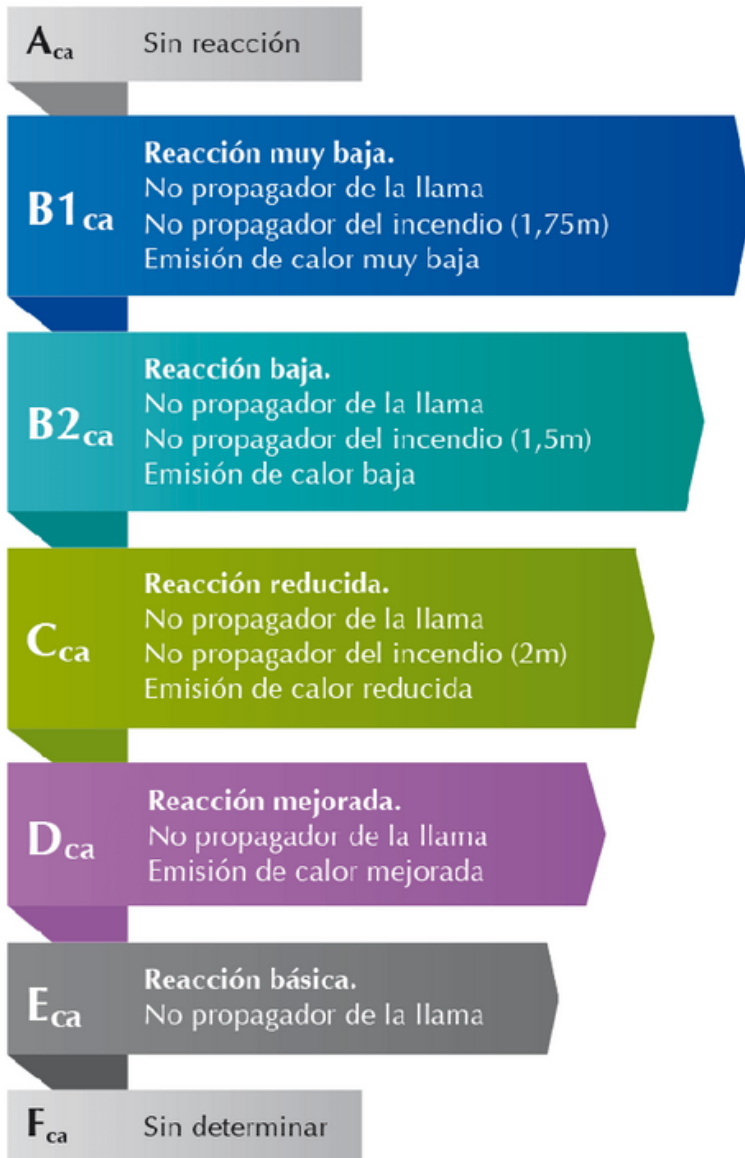 Aca Sin reacción
B1ca
Reacción muy baja.
No propagador de la llama
No propagador del incendio (1,75m)
Emisión de calor muy baja
B2ca
Reacción baja.
No propagador de la llama
No propagador del incendio (1,5m)
Emisión de calor baja
Cca
Reacción reducida.
No propagador de la llama
No propagador del incendio (2m)
Emisión de calor reducida
Dca
Reacción mejorada.
No propagador de la llama
Emisión de calor mejorada
Eca
Reacción básica.
No propagador de la llama
Fca Sin determinar